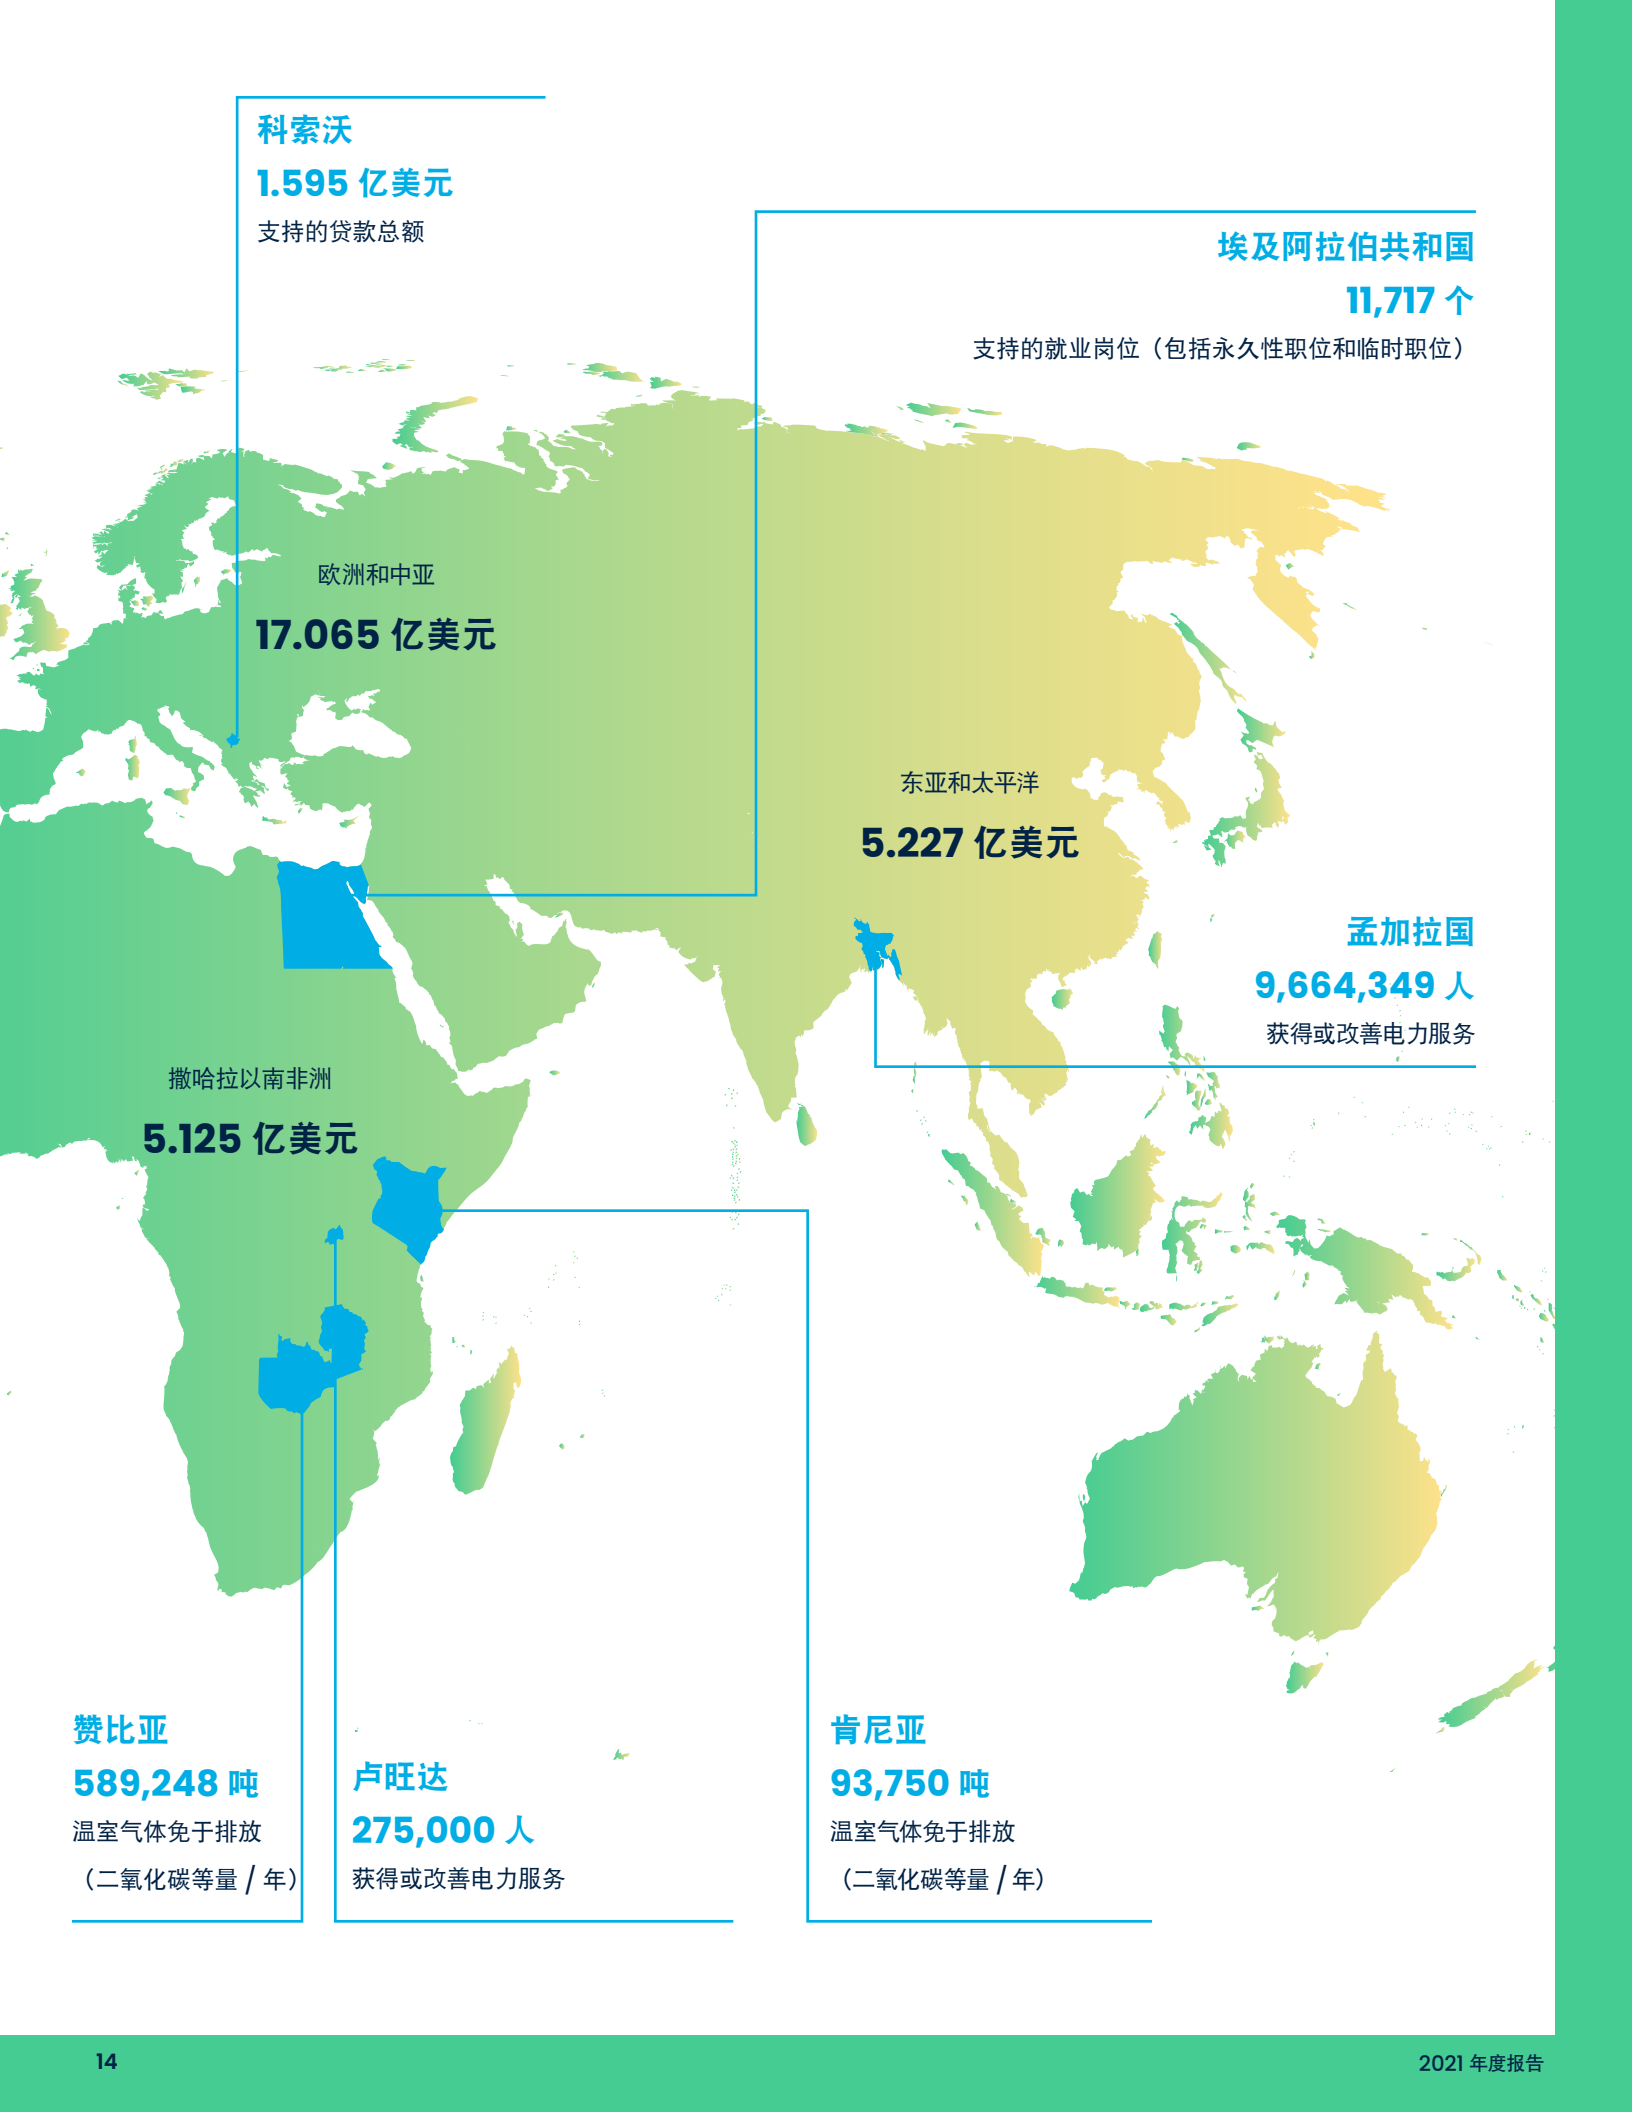 科索沃
1.595 亿美元
支持的贷款总额
埃及阿拉伯共和国
11,717 个
支持的就业岗位（包括永久性职位和临时职位）
欧洲和中亚
17.065 亿美元
东亚和太平洋
5.227 亿美元
孟加拉国
9,664,349 人
获得或改善电力服务
撒哈拉以南非洲
5.125 亿美元
赞比亚
589,248 吨
温室气体免于排放
（二氧化碳等量 / 年）
卢旺达
275,000 人
获得或改善电力服务
肯尼亚
93,750 吨
温室气体免于排放
（二氧化碳等量 / 年）
14
2021 年度报告